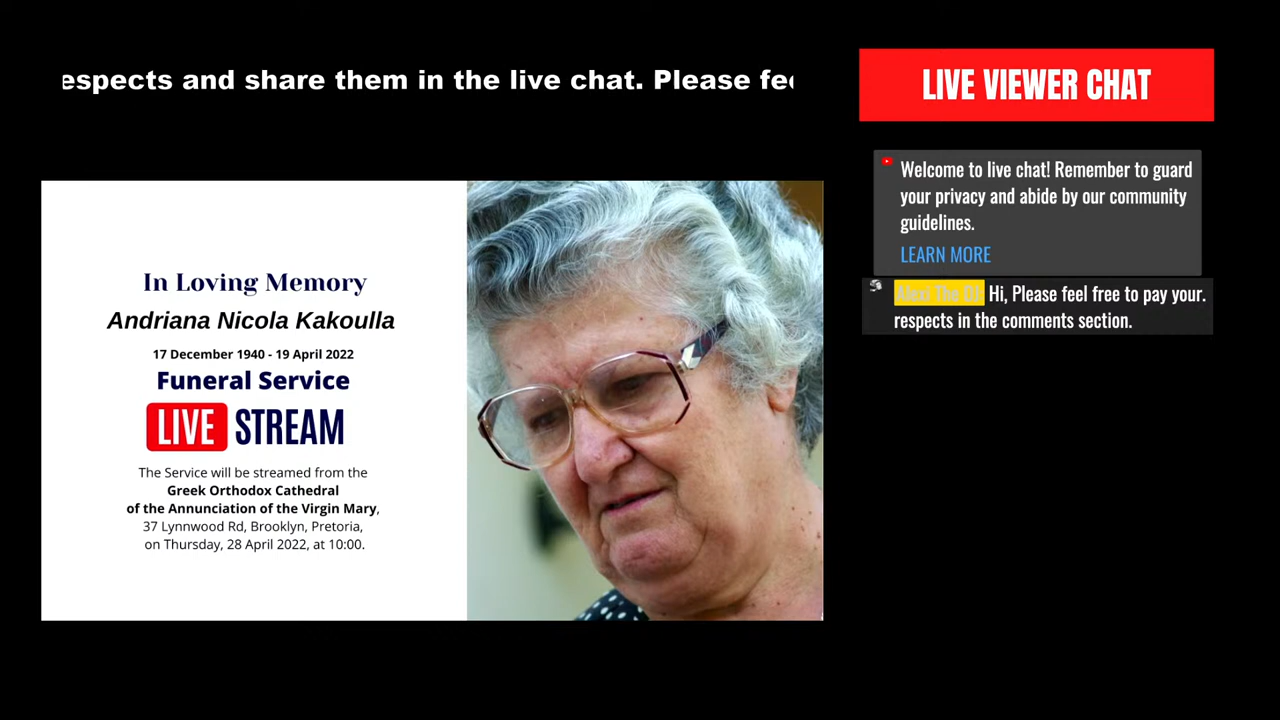 espects and share them in the live chat. Please fee
LIVE VIEWER CHAT
Welcome to live chat! Remember to guard
your privacy and abide by our community
guidelines.
LEARN MORE
Alexi The DJ: Hi, Please feel free to pay your.
respects in the comments section.
In Loving Memory
Andriana Nicola Kakoulla
17 December 1940 - 19 April 2022
Funeral Service
LIVE STREAM
The Service will be streamed from the
Greek Orthodox Cathedral
of the Annunciation of the Virgin Mary,
37 Lynnwood Rd, Brooklyn, Pretoria,
on Thursday, 28 April 2022, at 10:00.